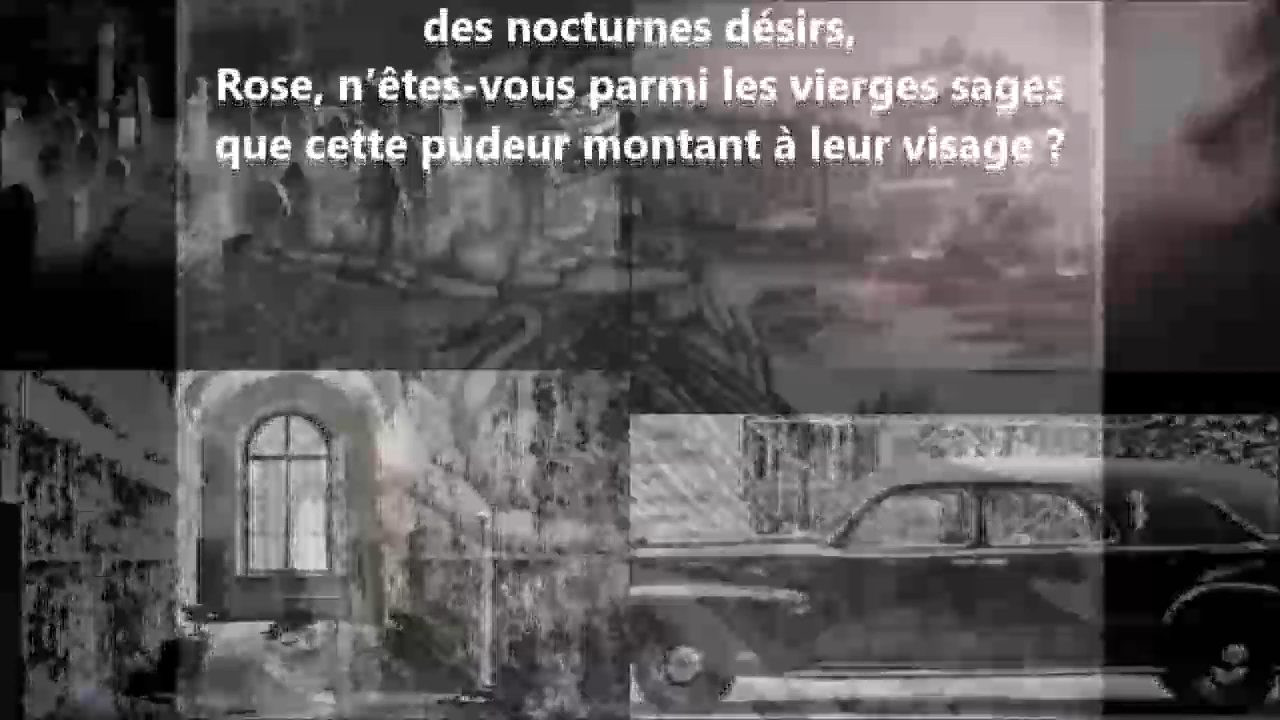 des nocturnes désirs,
Rose, n’êtes-vous parmi les vierges sages
que cette pudeur montant à leur visage ?